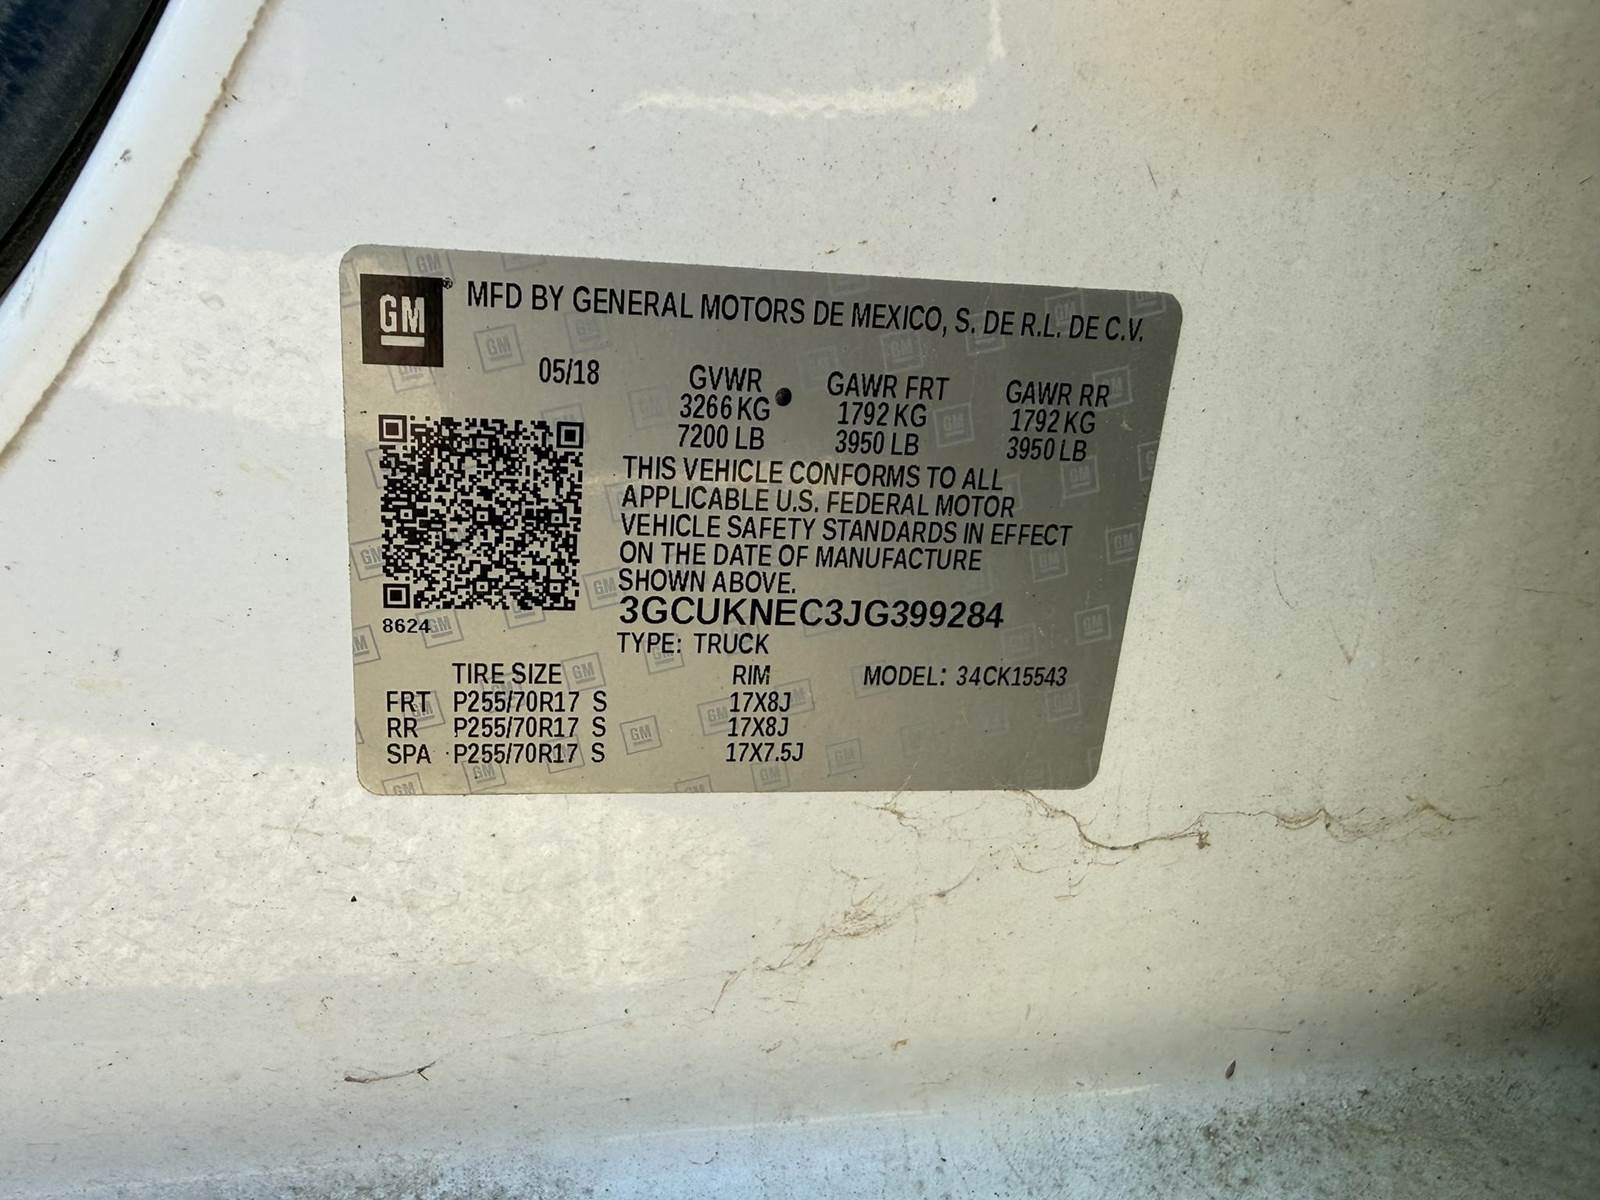 GM® MFD BY GENERAL MOTORS DE MEXICO, S. DE R.L. DE C.V.
05/18 GVWR GAWR FRT GAWR RR
3266 KG 1792 KG 1792 KG
7200 LB 3950 LB 3950 LB
THIS VEHICLE CONFORMS TO ALL
APPLICABLE U.S. FEDERAL MOTOR
VEHICLE SAFETY STANDARDS IN EFFECT
ON THE DATE OF MANUFACTURE
SHOWN ABOVE.
3GCUKNEC3JG399284
8624
TYPE: TRUCK
TIRE SIZE RIM MODEL: 34CK15543
FRT P255/70R17 S 17X8J
RR P255/70R17 S 17X8J
SPA P255/70R17 S 17X7.5J